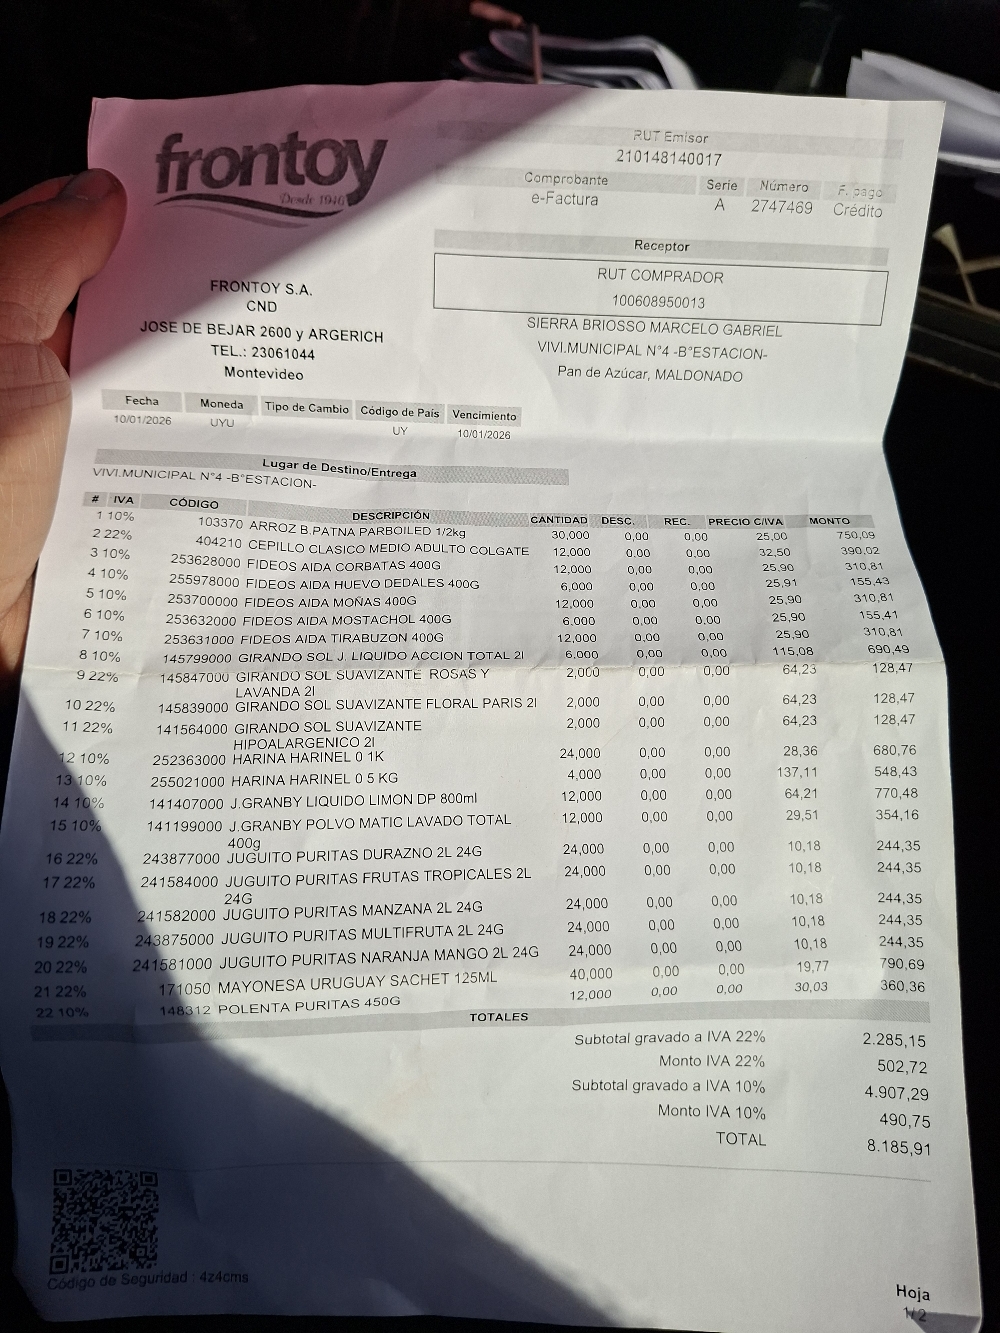 frontoy
Desde 1946
RUT Emisor
210148140017
Comprobante Serie Número F. pago
e-Factura A 2747469 Crédito
Receptor
RUT COMPRADOR
100608950013
SIERRA BRIOSSO MARCELO GABRIEL
VIVI.MUNICIPAL N°4 -B°ESTACION-
Pan de Azúcar, MALDONADO
FRONTOY S.A.
CND
JOSE DE BEJAR 2600 y ARGERICH
TEL.: 23061044
Montevideo
Fecha Moneda Tipo de Cambio Código de País Vencimiento
10/01/2026 UYU UY 10/01/2026
Lugar de Destino/Entrega
VIVI.MUNICIPAL N°4 -B°ESTACION-
# IVA CÓDIGO DESCRIPCIÓN CANTIDAD DESC. REC. PRECIO C/IVA MONTO
1 10% 103370 ARROZ B.PATNA PARBOILED 1/2kg 30,000 0,00 0,00 25,00 750,09
2 22% 404210 CEPILLO CLASICO MEDIO ADULTO COLGATE 12,000 0,00 0,00 32,50 390,02
3 10% 253628000 FIDEOS AIDA CORBATAS 400G 12,000 0,00 0,00 25,90 310,81
4 10% 255978000 FIDEOS AIDA HUEVO DEDALES 400G 6,000 0,00 0,00 25,91 155,43
5 10% 253700000 FIDEOS AIDA MOÑAS 400G 12,000 0,00 0,00 25,90 310,81
6 10% 253632000 FIDEOS AIDA MOSTACHOL 400G 6,000 0,00 0,00 25,90 155,41
7 10% 253631000 FIDEOS AIDA TIRABUZON 400G 12,000 0,00 0,00 25,90 310,81
8 10% 145799000 GIRANDO SOL J. LIQUIDO ACCION TOTAL 2l 6,000 0,00 0,00 115,08 690,49
9 22% 145847000 GIRANDO SOL SUAVIZANTE ROSAS Y 2,000 0,00 0,00 64,23 128,47
LAVANDA 2l
10 22% 145839000 GIRANDO SOL SUAVIZANTE FLORAL PARIS 2l 2,000 0,00 0,00 64,23 128,47
11 22% 141564000 GIRANDO SOL SUAVIZANTE 2,000 0,00 0,00 64,23 128,47
HIPOALARGENICO 2l
12 10% 252363000 HARINA HARINEL 0 1K 24,000 0,00 0,00 28,36 680,76
13 10% 255021000 HARINA HARINEL 0 5 KG 4,000 0,00 0,00 137,11 548,43
14 10% 141407000 J.GRANBY LIQUIDO LIMON DP 800ml 12,000 0,00 0,00 64,21 770,48
15 10% 141199000 J.GRANBY POLVO MATIC LAVADO TOTAL 12,000 0,00 0,00 29,51 354,16
400g
16 22% 243877000 JUGUITO PURITAS DURAZNO 2L 24G 24,000 0,00 0,00 10,18 244,35
17 22% 241584000 JUGUITO PURITAS FRUTAS TROPICALES 2L 24,000 0,00 0,00 10,18 244,35
24G
18 22% 241582000 JUGUITO PURITAS MANZANA 2L 24G 24,000 0,00 0,00 10,18 244,35
19 22% 243875000 JUGUITO PURITAS MULTIFRUTA 2L 24G 24,000 0,00 0,00 10,18 244,35
20 22% 241581000 JUGUITO PURITAS NARANJA MANGO 2L 24G 24,000 0,00 0,00 10,18 244,35
21 22% 171050 MAYONESA URUGUAY SACHET 125ML 40,000 0,00 0,00 19,77 790,69
22 10% 148312 POLENTA PURITAS 450G 12,000 0,00 0,00 30,03 360,36
TOTALES
Subtotal gravado a IVA 22% 2.285,15
Monto IVA 22% 502,72
Subtotal gravado a IVA 10% 4.907,29
Monto IVA 10% 490,75
TOTAL 8.185,91
Código de Seguridad : 4z4cms
Hoja
1/2